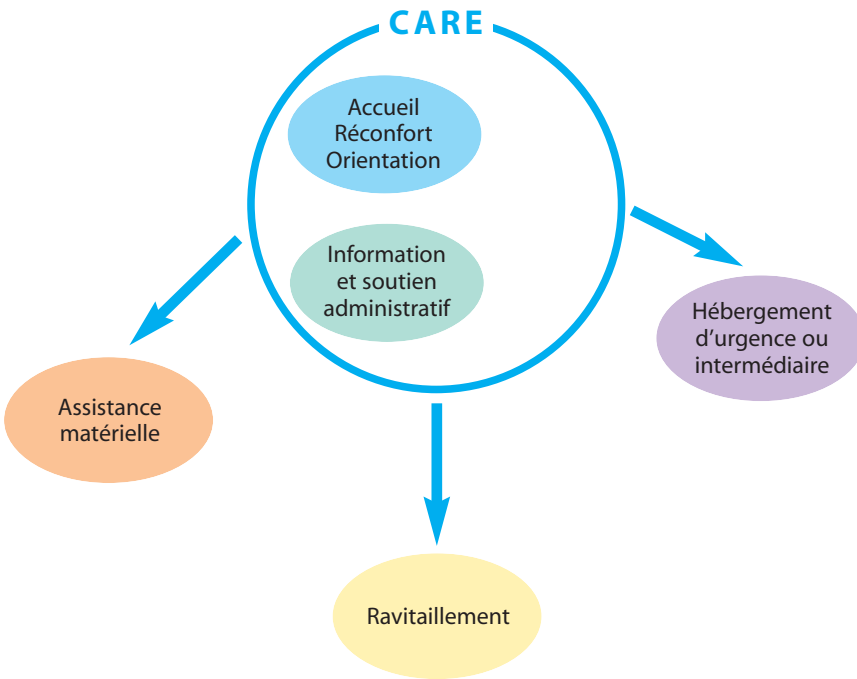 CARE
Accueil
Réconfort
Orientation
Information
et soutien
administratif
Hébergement
d’urgence ou
intermédiaire
Assistance
matérielle
Ravitaillement